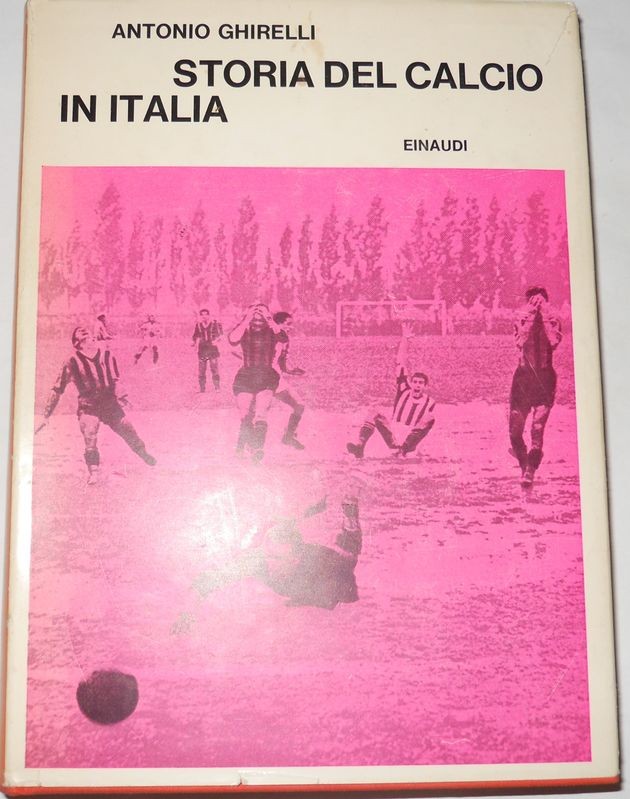 ANTONIO GHIRELLI
STORIA DEL CALCIO
IN ITALIA
EINAUDI